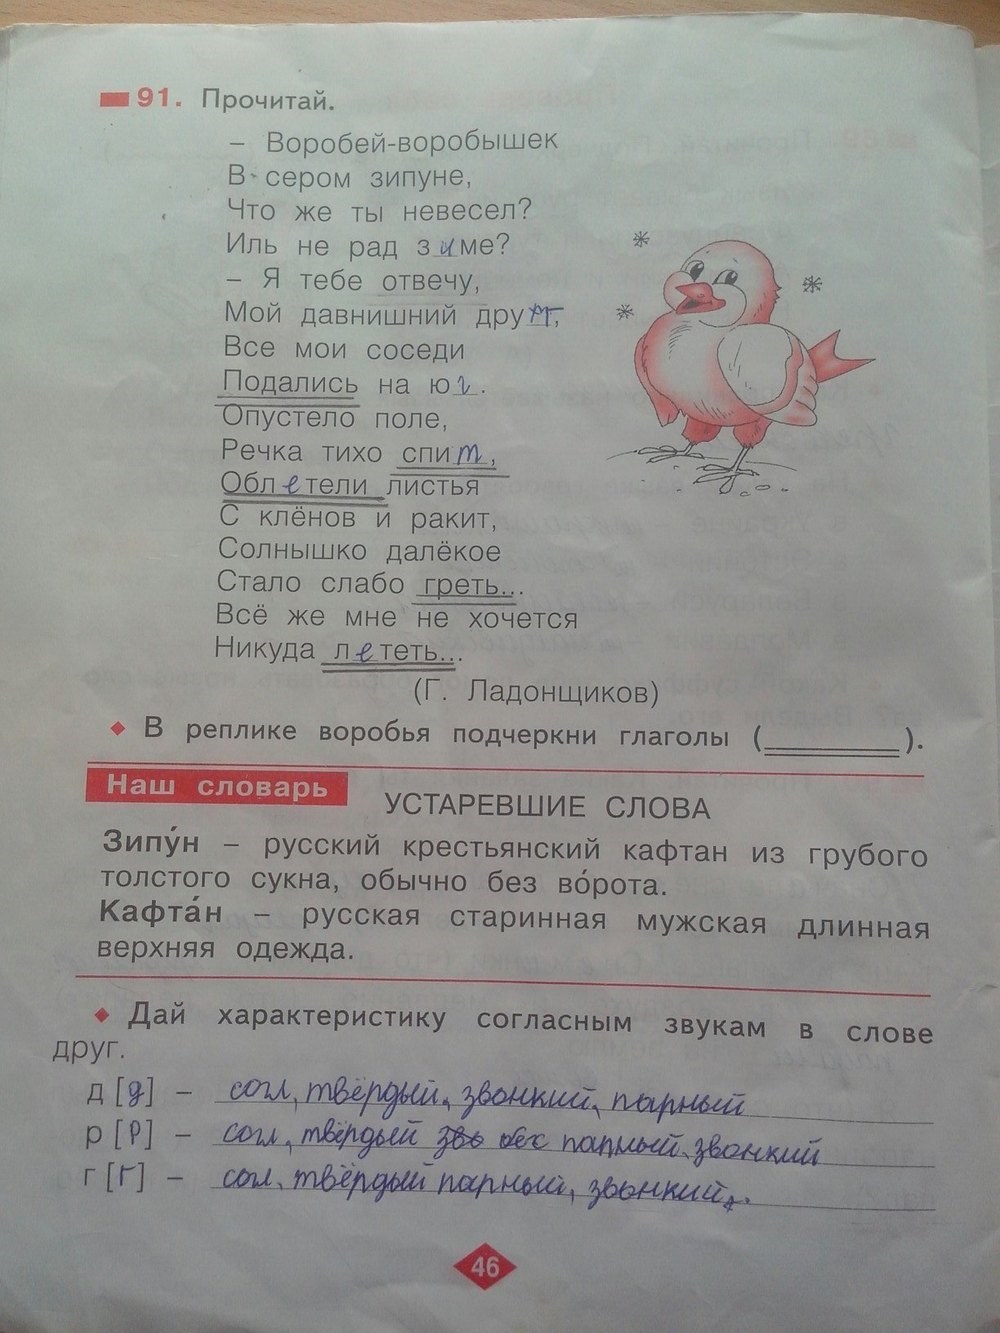 91. Прочитай.
– Воробей-воробышек
В сером зипуне,
Что же ты невесел?
Иль не рад зиме?
– Я тебе отвечу,
Мой давнишний друг,
Все мои соседи
Подались на юг.
Опустело поле,
Речка тихо спит,
Облетели листья
С клёнов и ракит,
Солнышко далёкое
Стало слабо греть...
Всё же мне не хочется
Никуда лететь...
(Г. Ладонщиков)
В реплике воробья подчеркни глаголы (______).
Наш словарь
УСТАРЕВШИЕ СЛОВА
Зипу́н – русский крестьянский кафтан из грубого
толстого сукна, обычно без во́рота.
Кафта́н – русская старинная мужская длинная
верхняя одежда.
Дай характеристику согласным звукам в слове
друг.
д [д] – согл, твёрдый, звонкий, парный
р [р] – согл, твёрдый парный, звонкий
г [г] – согл, твёрдый парный, звонкий.
46